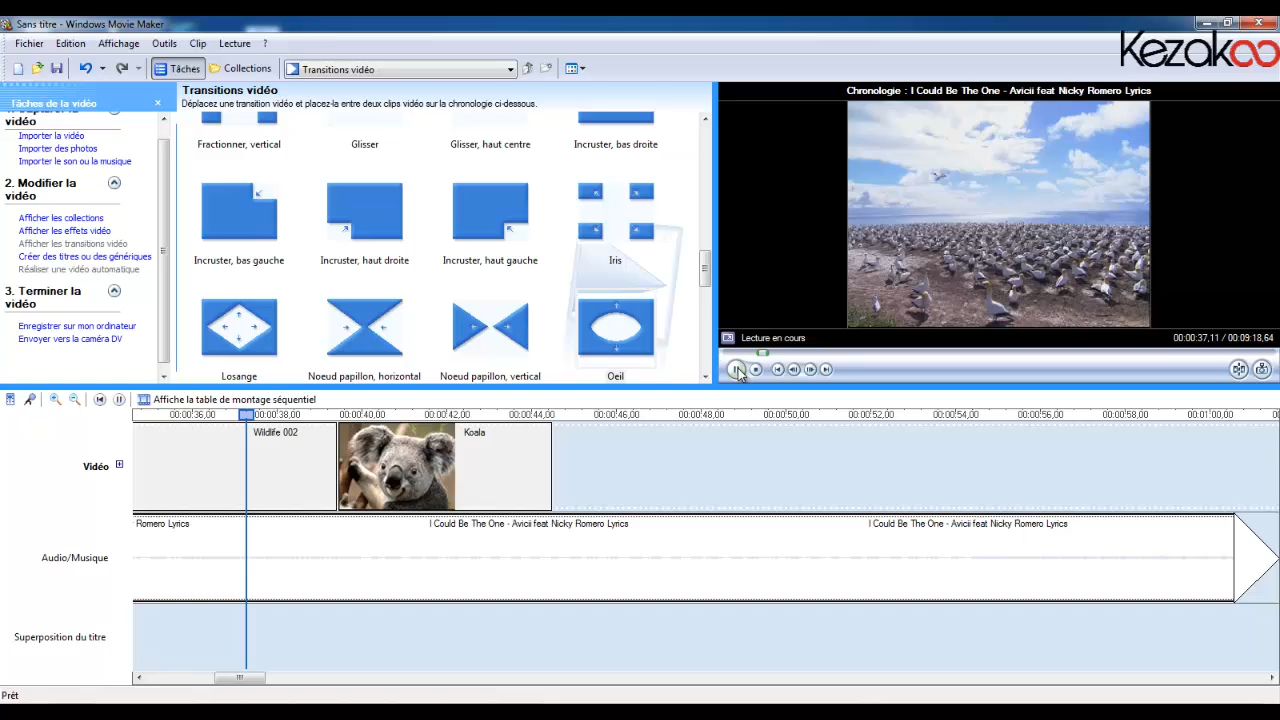 Sans titre - Windows Movie Maker
Fichier Edition Affichage Outils Clip Lecture ?
Kezakoo
Tâches Collections Transitions vidéo
Tâches de la vidéo
vidéo
Importer la vidéo
Importer des photos
Importer le son ou la musique
2. Modifier la
vidéo
Afficher les collections
Afficher les effets vidéo
Afficher les transitions vidéo
Créer des titres ou des génériques
Réaliser une vidéo automatique
3. Terminer la
vidéo
Enregistrer sur mon ordinateur
Envoyer vers la caméra DV
Transitions vidéo
Déplacez une transition vidéo et placez-la entre deux clips vidéo sur la chronologie ci-dessous.
Fractionner, vertical Glisser Glisser, haut centre Incruster, bas droite
Incruster, bas gauche Incruster, haut droite Incruster, haut gauche Iris
Losange Noeud papillon, horizontal Noeud papillon, vertical Oeil
Chronologie : I Could Be The One - Avicii feat Nicky Romero Lyrics
Lecture en cours 00:00:37,11 / 00:09:18,64
Affiche la table de montage séquentiel
00:00:36,00 00:00:38,00 00:00:40,00 00:00:42,00 00:00:44,00 00:00:46,00 00:00:48,00 00:00:50,00 00:00:52,00 00:00:54,00 00:00:56,00 00:00:58,00 00:01:00,00
Vidéo Wildlife 002 Koala
Romero Lyrics I Could Be The One - Avicii feat Nicky Romero Lyrics I Could Be The One - Avicii feat Nicky Romero Lyrics
Audio/Musique
Superposition du titre
Prêt